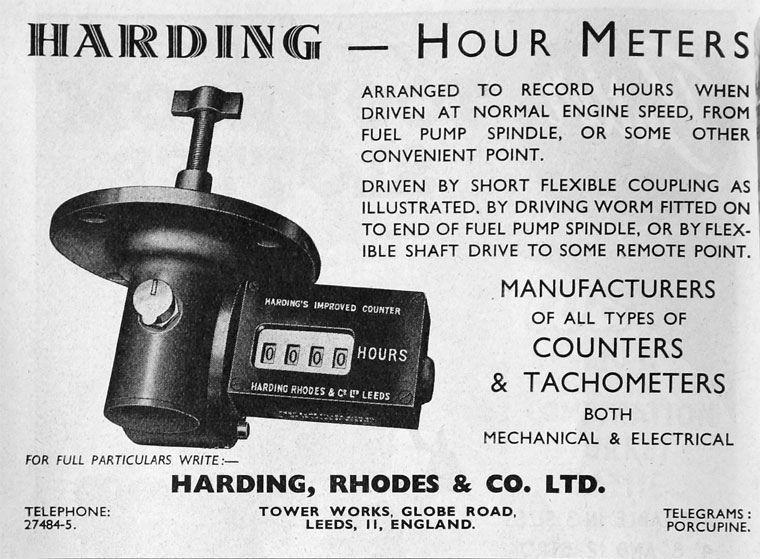 HARDING — HOUR METERS
ARRANGED TO RECORD HOURS WHEN
DRIVEN AT NORMAL ENGINE SPEED, FROM
FUEL PUMP SPINDLE, OR SOME OTHER
CONVENIENT POINT.
DRIVEN BY SHORT FLEXIBLE COUPLING AS
ILLUSTRATED, BY DRIVING WORM FITTED ON
TO END OF FUEL PUMP SPINDLE, OR BY FLEX-
IBLE SHAFT DRIVE TO SOME REMOTE POINT.
HARDING'S IMPROVED COUNTER
0 0 0 0 HOURS
HARDING RHODES & Co LTD LEEDS
MANUFACTURERS
OF ALL TYPES OF
COUNTERS
& TACHOMETERS
BOTH
MECHANICAL & ELECTRICAL
FOR FULL PARTICULARS WRITE:—
HARDING, RHODES & CO. LTD.
TELEPHONE:
27484-5.
TOWER WORKS, GLOBE ROAD,
LEEDS, 11, ENGLAND.
TELEGRAMS:
PORCUPINE.